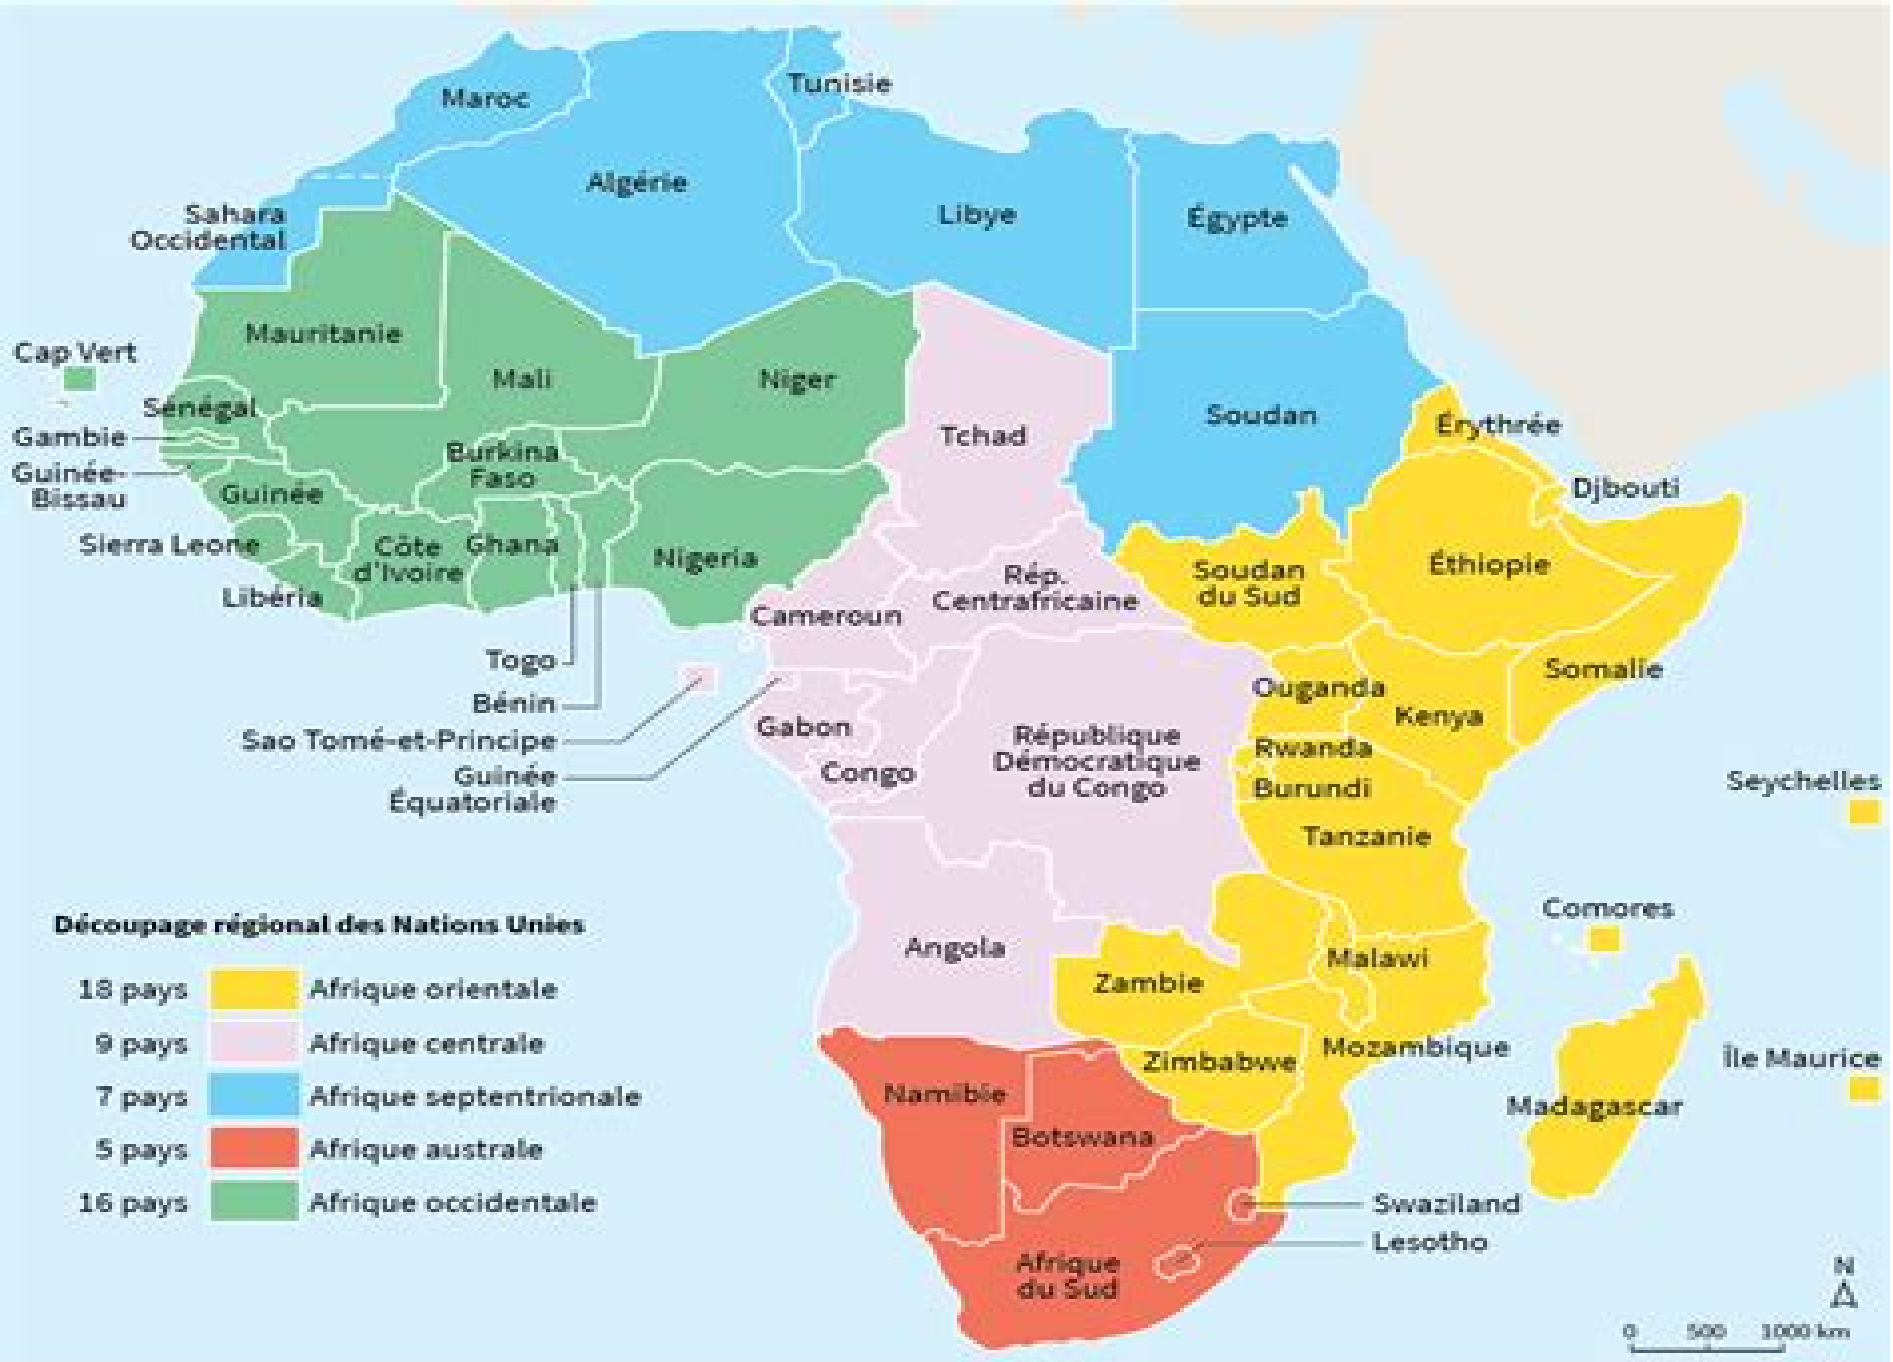 Maroc
Tunisie
Algérie
Libye
Égypte
Sahara
Occidental
Mauritanie
Cap Vert
Mali
Niger
Sénégal
Soudan
Tchad
Érythrée
Gambie
Burkina
Faso
Guinée-
Bissau
Guinée
Djbouti
Sierra Leone
Côte
d'Ivoire
Ghana
Nigeria
Rép.
Centrafricaine
Soudan
du Sud
Éthiopie
Libéria
Cameroun
Togo
Somalie
Ouganda
Bénin
Kenya
Gabon
Sao Tomé-et-Principe
République
Démocratique
du Congo
Rwanda
Congo
Guinée
Équatoriale
Burundi
Seychelles
Tanzanie
Comores
Découpage régional des Nations Unies
Angola
Malawi
Zambie
18 pays Afrique orientale
9 pays Afrique centrale
Mozambique
Zimbabwe
Île Maurice
Namibie
7 pays Afrique septentrionale
Madagascar
Botswana
5 pays Afrique australe
16 pays Afrique occidentale
Swaziland
Lesotho
Afrique
du Sud
N
0 500 1000 km